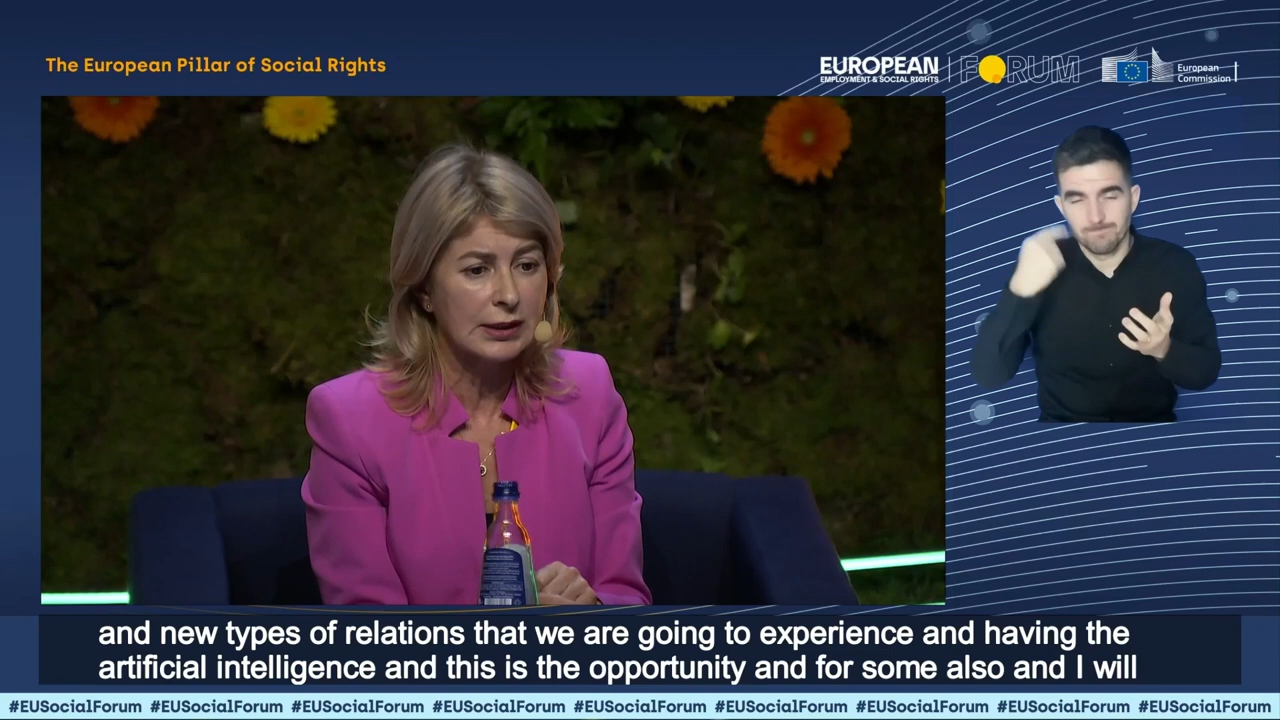 The European Pillar of Social Rights
EUROPEAN
EMPLOYMENT & SOCIAL RIGHTS
FORUM
European
Commission
and new types of relations that we are going to experience and having the
artificial intelligence and this is the opportunity and for some also and I will
#EUSocialForum #EUSocialForum #EUSocialForum #EUSocialForum #EUSocialForum #EUSocialForum #EUSocialForum #EUSocialForum #EUSocialForum